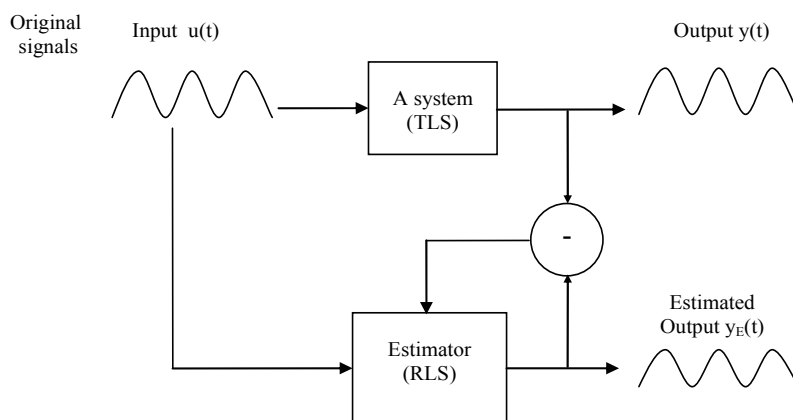 Original
signals
Input u(t)
Output y(t)
A system
(TLS)
-
Estimated
Output yE(t)
Estimator
(RLS)